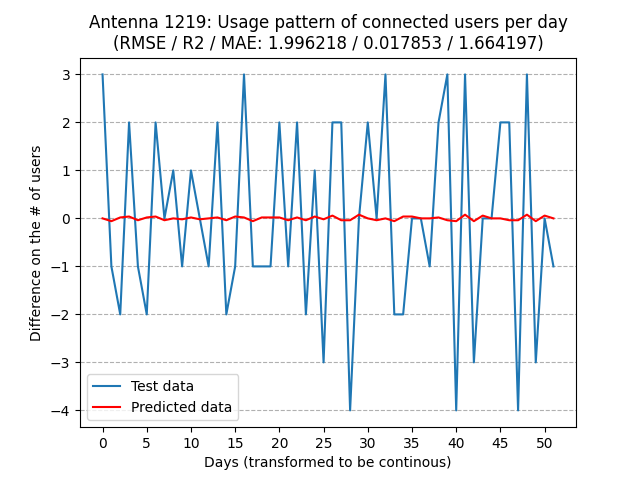 Antenna 1219: Usage pattern of connected users per day
(RMSE / R2 / MAE: 1.996218 / 0.017853 / 1.664197)
3
2
1
0
−1
−2
−3
−4
Difference on the # of users
Test data
Predicted data
0 5 10 15 20 25 30 35 40 45 50
Days (transformed to be continous)